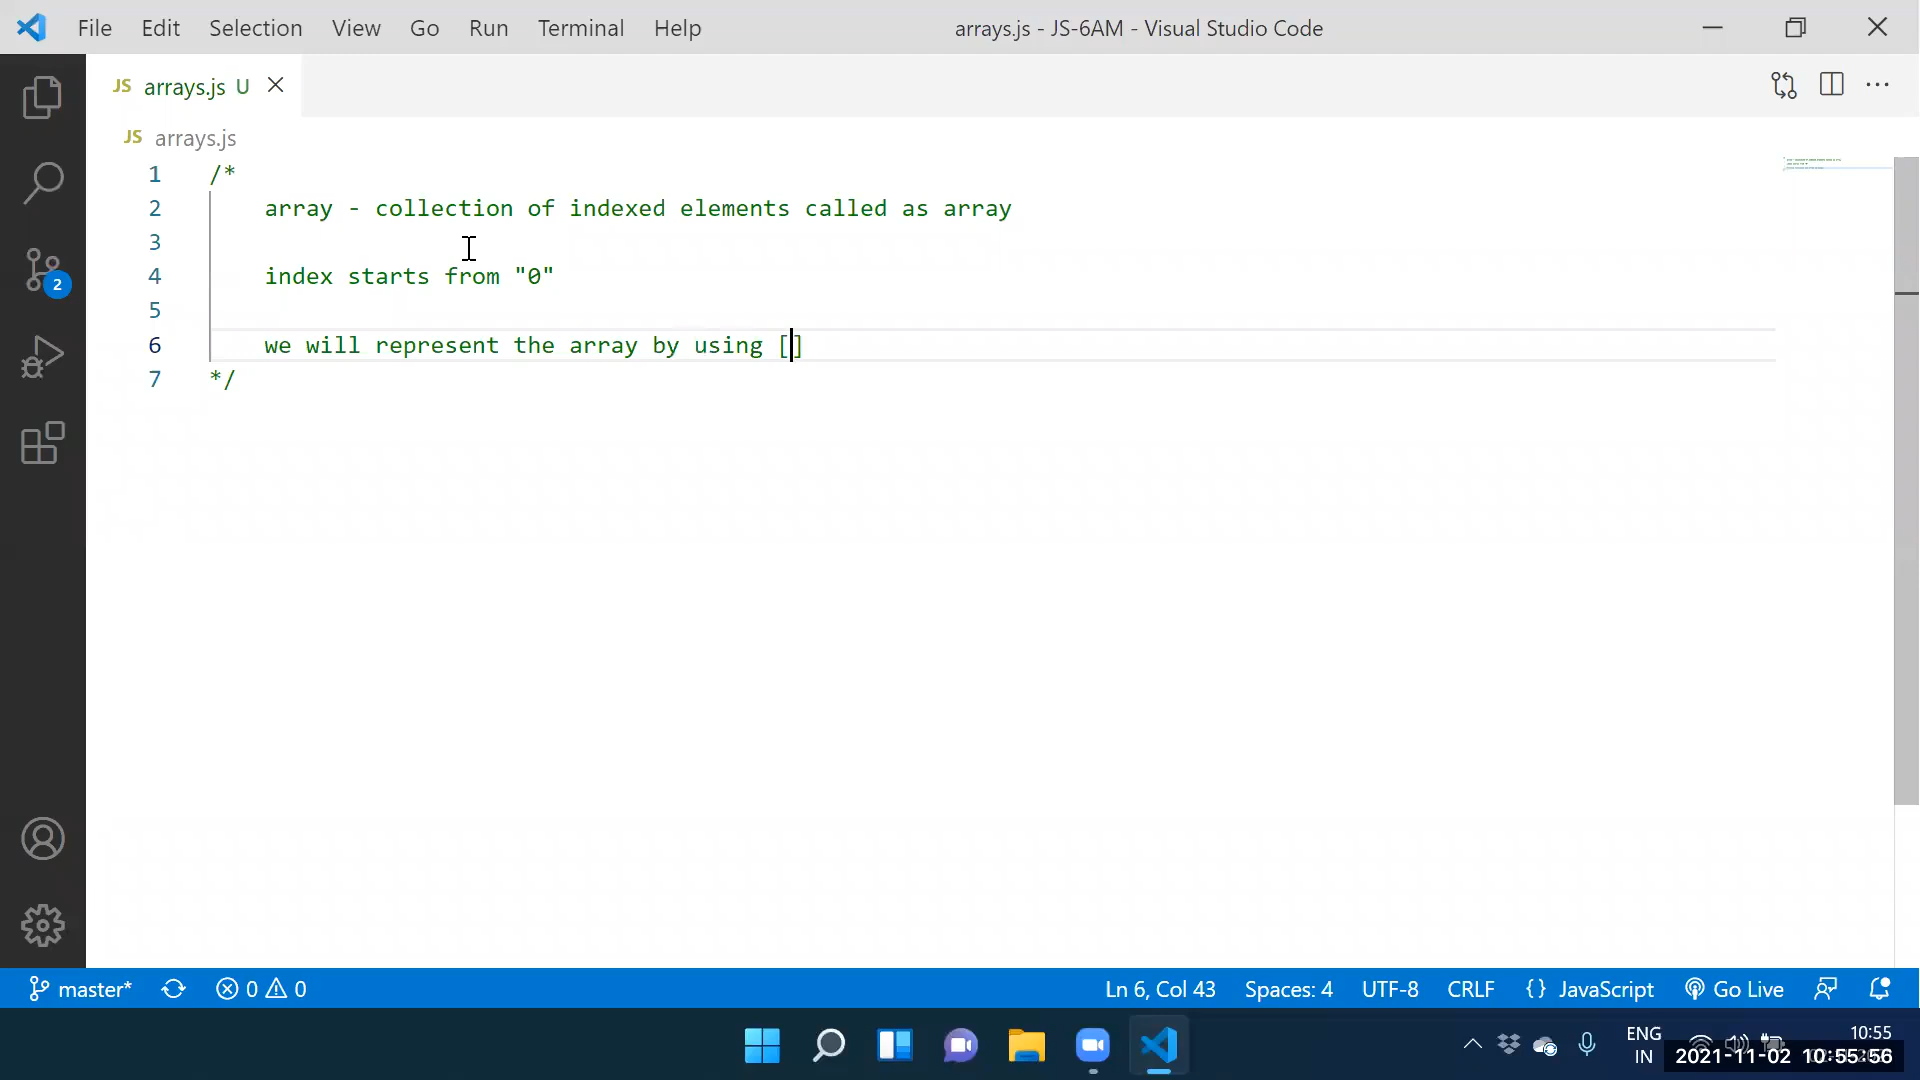 File Edit Selection View Go Run Terminal Help arrays.js - JS-6AM - Visual Studio Code
JS arrays.js U
JS arrays.js
1 /*
2 array - collection of indexed elements called as array
3
4 index starts from "0"
5
6 we will represent the array by using []
7 */
2
master* 0 0 Ln 6, Col 43 Spaces: 4 UTF-8 CRLF {} JavaScript Go Live
ENG 10:55
IN 2021-11-02 10:55:56